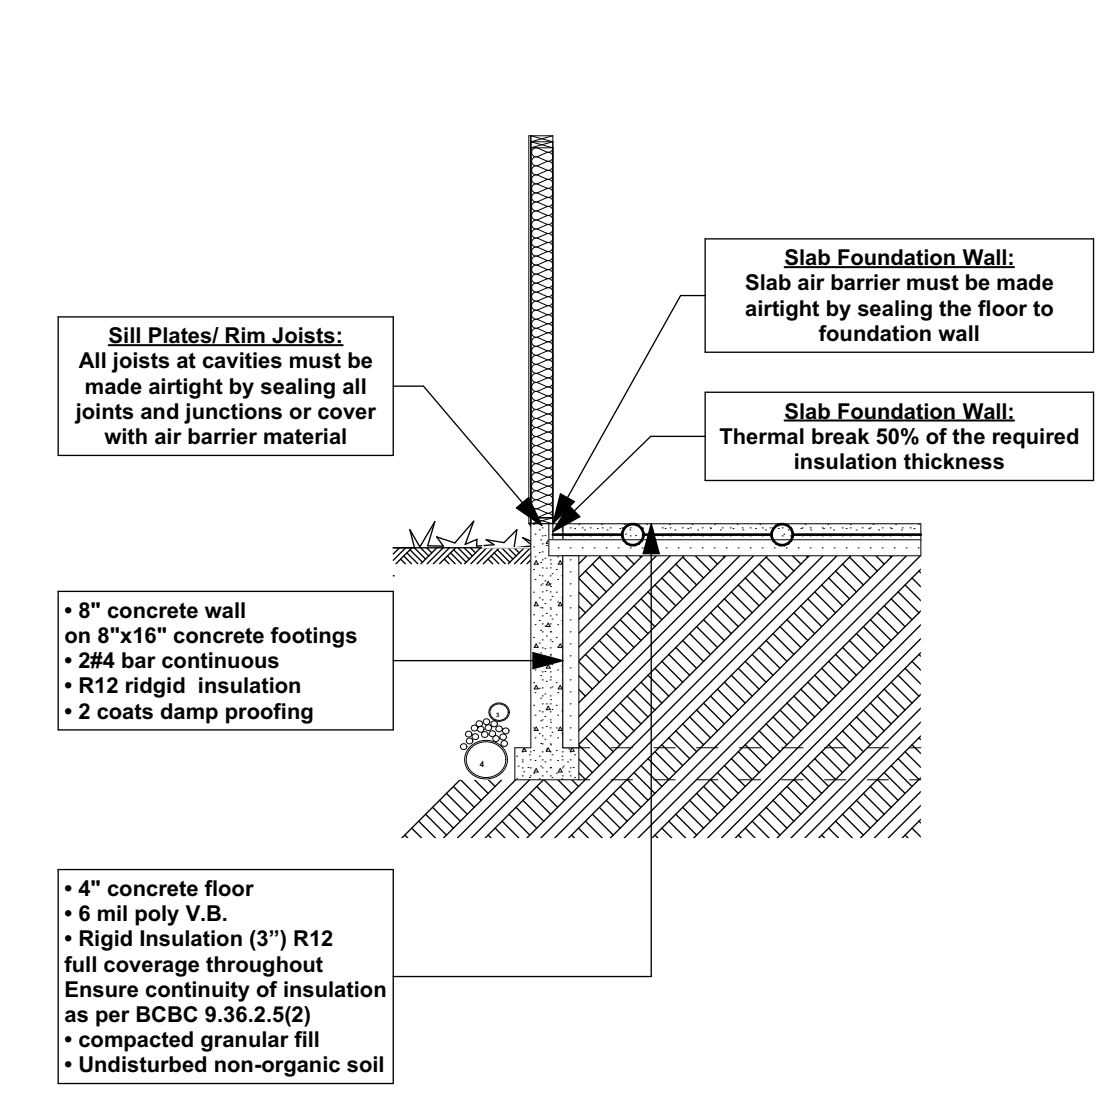 Slab Foundation Wall:
Slab air barrier must be made
airtight by sealing the floor to
foundation wall
Sill Plates/ Rim Joists:
All joists at cavities must be
made airtight by sealing all
joints and junctions or cover
with air barrier material
Slab Foundation Wall:
Thermal break 50% of the required
insulation thickness
• 8" concrete wall
on 8"x16" concrete footings
• 2#4 bar continuous
• R12 ridgid  insulation
• 2 coats damp proofing
3
4
• 4" concrete floor
• 6 mil poly V.B.
• Rigid Insulation (3”) R12
full coverage throughout
Ensure continuity of insulation
as per BCBC 9.36.2.5(2)
• compacted granular fill
• Undisturbed non-organic soil